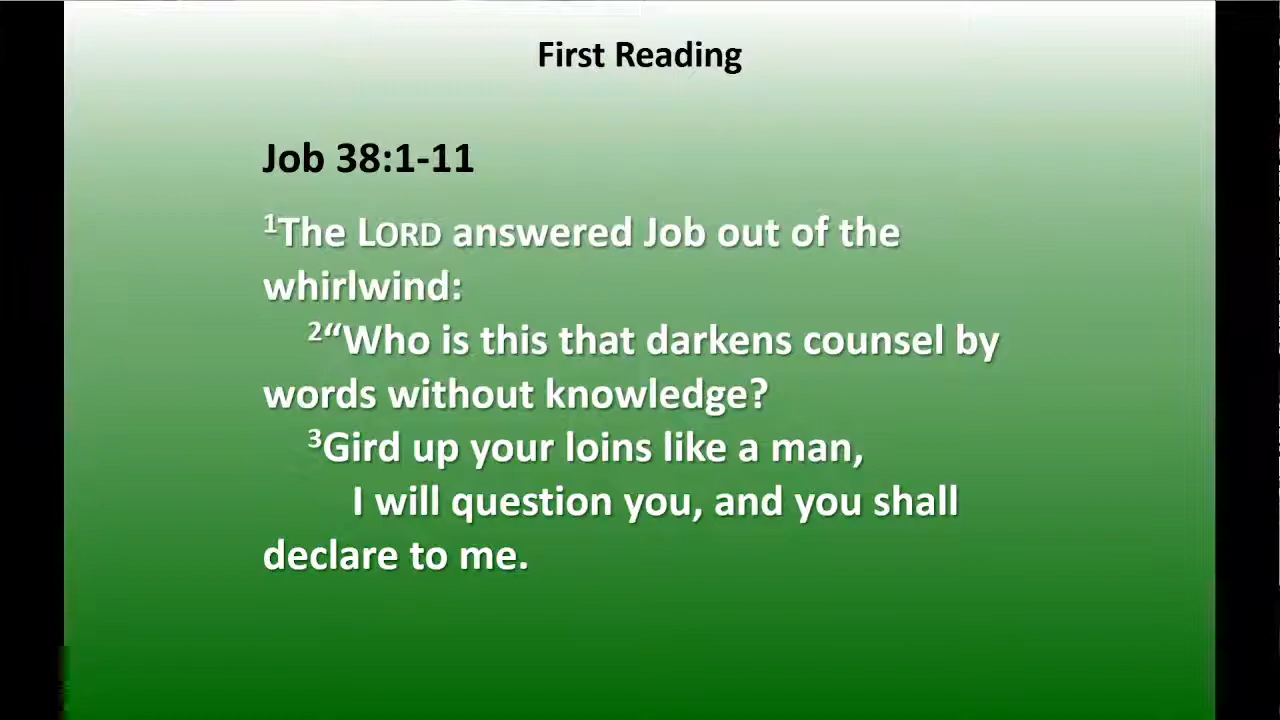 First Reading
Job 38:1-11
¹The LORD answered Job out of the
whirlwind:
²“Who is this that darkens counsel by
words without knowledge?
³Gird up your loins like a man,
I will question you, and you shall
declare to me.